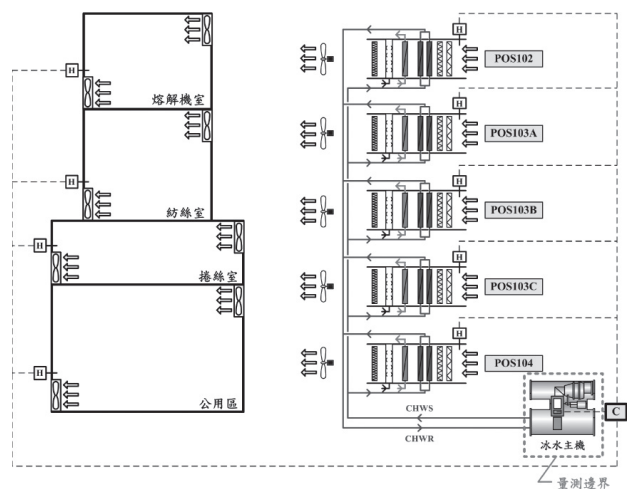 H
POS102
H
熔解機室
H
POS103A
H
紡絲室
H
POS103B
H
捲絲室
H
POS103C
H
POS104
H
公用區
CHWS
C
CHWR
冰水主機
量測邊界